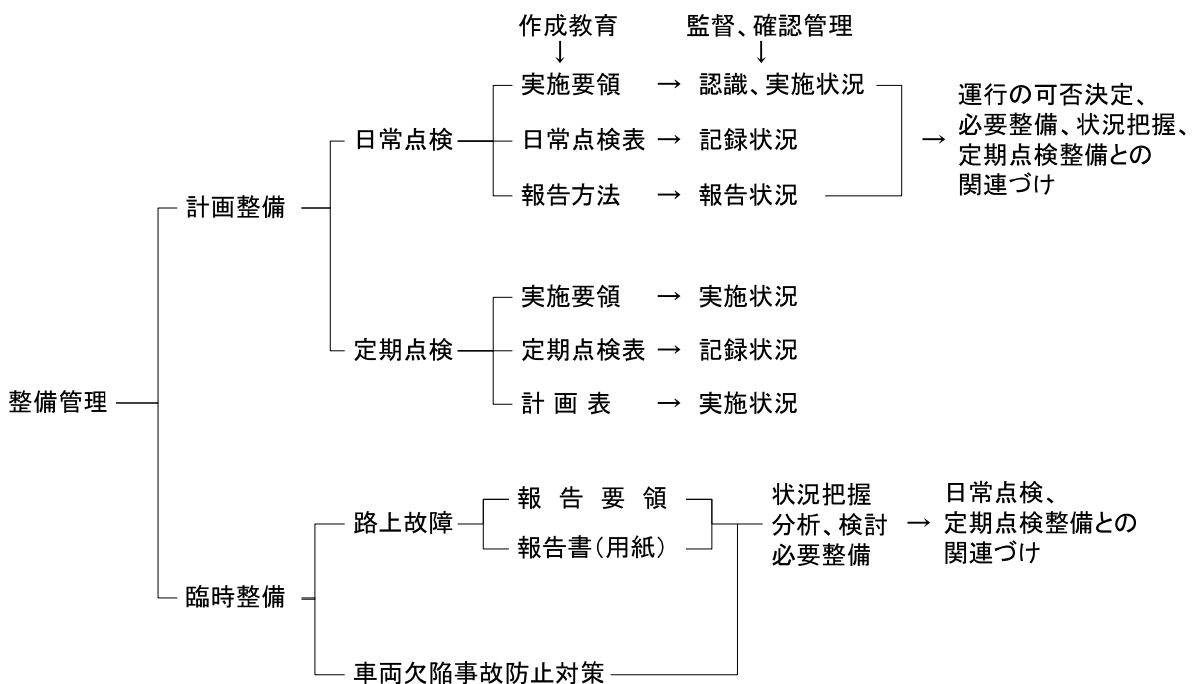 作成教育
監督、確認管理
↓
↓
実施要領 → 認識、実施状況
日常点検
日常点検表 → 記録状況
報告方法 → 報告状況
→ 運行の可否決定、
必要整備、状況把握、
定期点検整備との
関連づけ
計画整備
実施要領 → 実施状況
定期点検
定期点検表 → 記録状況
計画表 → 実施状況
整備管理
路上故障
報告要領
報告書（用紙）
状況把握
分析、検討
必要整備
→ 日常点検、
定期点検整備との
関連づけ
臨時整備
車両欠陥事故防止対策